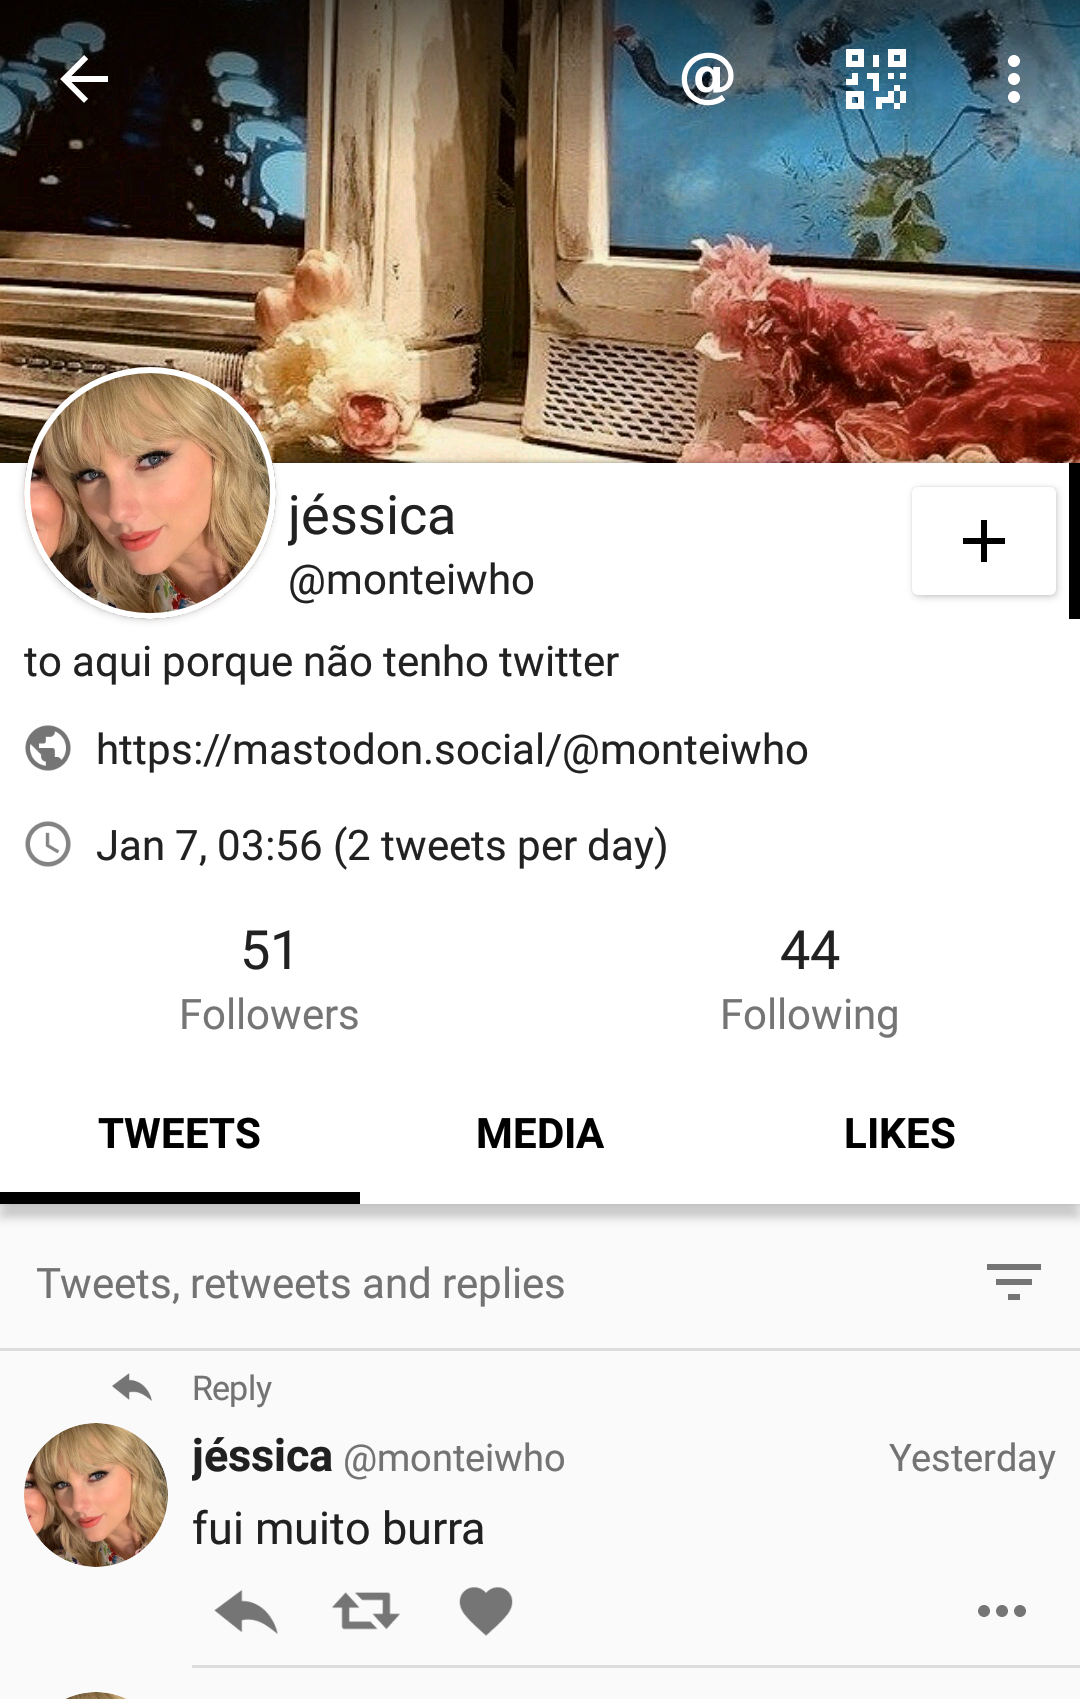 @
jéssica
@monteiwho
to aqui porque não tenho twitter
https://mastodon.social/@monteiwho
Jan 7, 03:56 (2 tweets per day)
51 44
Followers Following
TWEETS MEDIA LIKES
Tweets, retweets and replies
Reply
jéssica @monteiwho Yesterday
fui muito burra